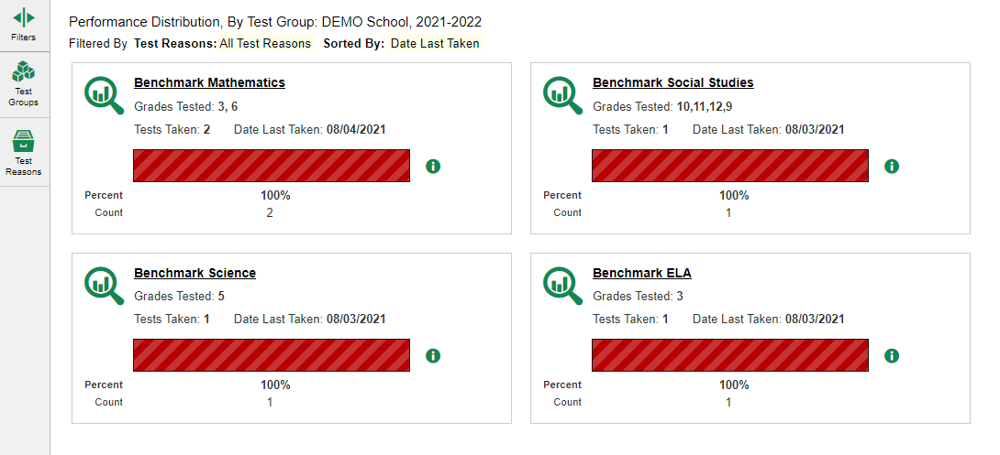 Filters
Test
Groups
Test
Reasons
Performance Distribution, By Test Group: DEMO School, 2021-2022
Filtered By Test Reasons: All Test Reasons Sorted By: Date Last Taken
Benchmark Mathematics
Grades Tested: 3, 6
Tests Taken: 2 Date Last Taken: 08/04/2021
Percent 100%
Count 2
Benchmark Social Studies
Grades Tested: 10,11,12,9
Tests Taken: 1 Date Last Taken: 08/03/2021
Percent 100%
Count 1
Benchmark Science
Grades Tested: 5
Tests Taken: 1 Date Last Taken: 08/03/2021
Percent 100%
Count 1
Benchmark ELA
Grades Tested: 3
Tests Taken: 1 Date Last Taken: 08/03/2021
Percent 100%
Count 1